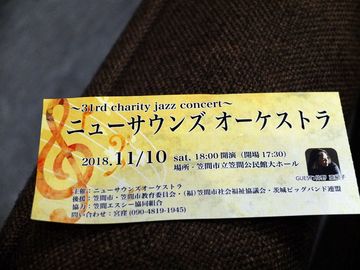 ～31rd charity jazz concert～
ニューサウンズ オーケストラ
2018.11/10 sat. 18:00 開演（開場 17:30）
場所・笠間市立笠間公民館大ホール
GUEST
主催：ニューサウンズオーケストラ
後援：笠間市・笠間市教育委員会・(福)笠間市社会福祉協議会・茨城ビッグバンド連盟
協力：笠間エスシー協同組合
問い合わせ：宮窪 (090-4819-1945)